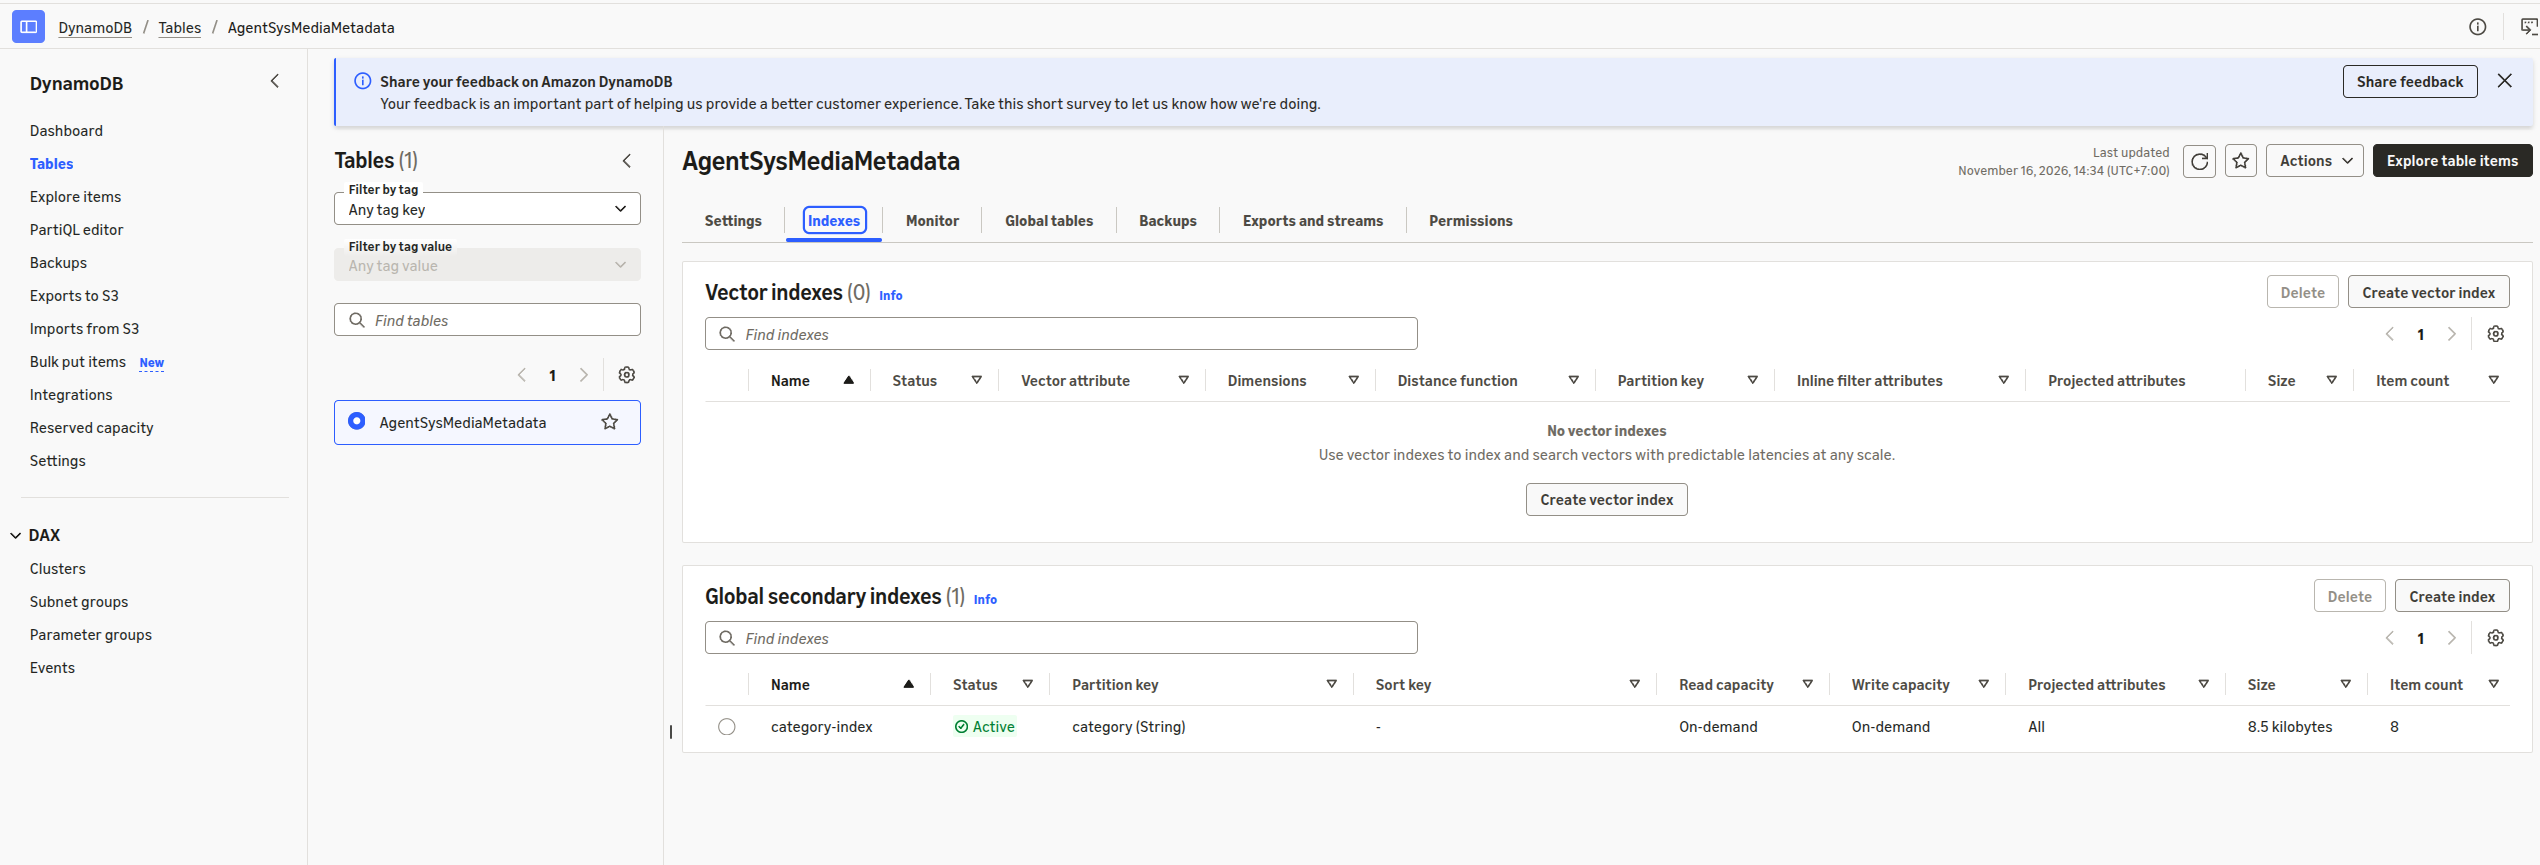 DynamoDB / Tables / AgentSysMediaMetadata
DynamoDB
Dashboard
Tables
Explore items
PartiQL editor
Backups
Exports to S3
Imports from S3
Bulk put items New
Integrations
Reserved capacity
Settings
DAX
Clusters
Subnet groups
Parameter groups
Events
Share your feedback on Amazon DynamoDB
Your feedback is an important part of helping us provide a better customer experience. Take this short survey to let us know how we're doing.
Share feedback
Tables (1)
Filter by tag
Any tag key
Filter by tag value
Any tag value
Find tables
1
AgentSysMediaMetadata
AgentSysMediaMetadata
Last updated
November 16, 2026, 14:34 (UTC+7:00)
Actions
Explore table items
Settings Indexes Monitor Global tables Backups Exports and streams Permissions
Vector indexes (0) Info
Delete Create vector index
Find indexes
1
Name Status Vector attribute Dimensions Distance function Partition key Inline filter attributes Projected attributes Size Item count
No vector indexes
Use vector indexes to index and search vectors with predictable latencies at any scale.
Create vector index
Global secondary indexes (1) Info
Delete Create index
Find indexes
1
Name Status Partition key Sort key Read capacity Write capacity Projected attributes Size Item count
category-index Active category (String) - On-demand On-demand All 8.5 kilobytes 8